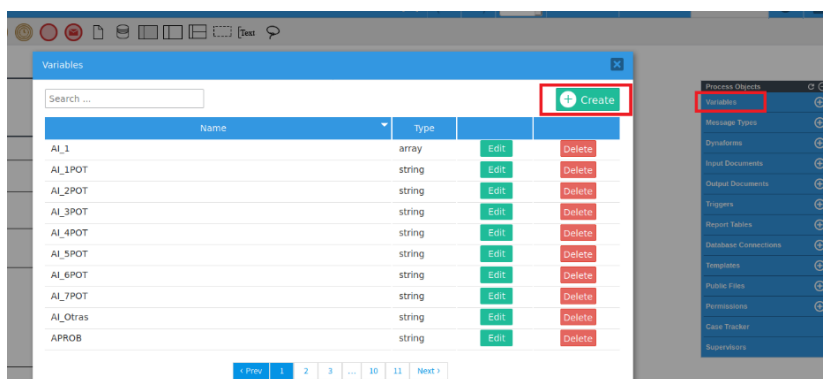 Text
Variables
Search ...
Create
Name Type
AI_1 array Edit Delete
AI_1POT string Edit Delete
AI_2POT string Edit Delete
AI_3POT string Edit Delete
AI_4POT string Edit Delete
AI_5POT string Edit Delete
AI_6POT string Edit Delete
AI_7POT string Edit Delete
AI_Otras string Edit Delete
APROB string Edit Delete
‹ Prev 1 2 3 ... 10 11 Next ›
Process Objects
Variables
Message Types
Dynaforms
Input Documents
Output Documents
Triggers
Report Tables
Database Connections
Templates
Public Files
Permissions
Case Tracker
Supervisors